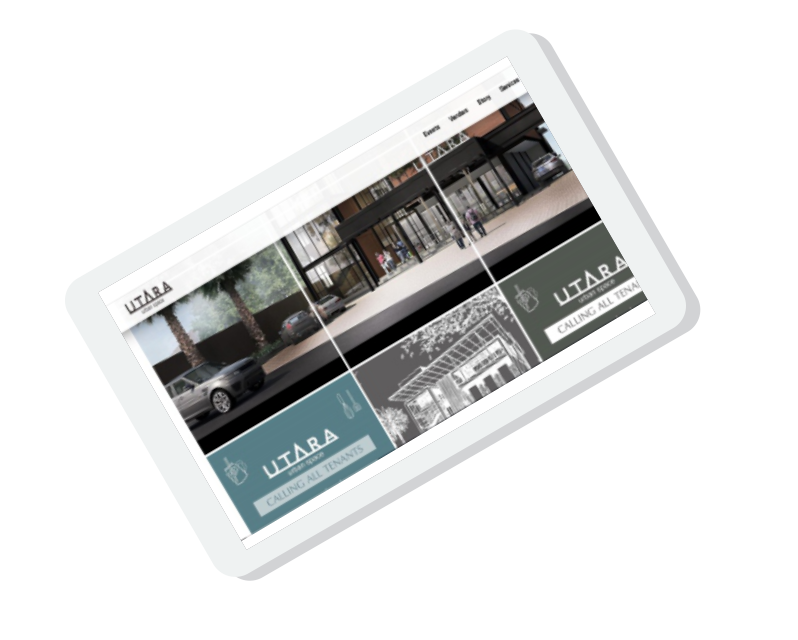 Events Vendors Story Services
UTARA
urban space
UTARA
UTARA
urban space
CALLING ALL TENANTS
UTARA
urban space
CALLING ALL TENA